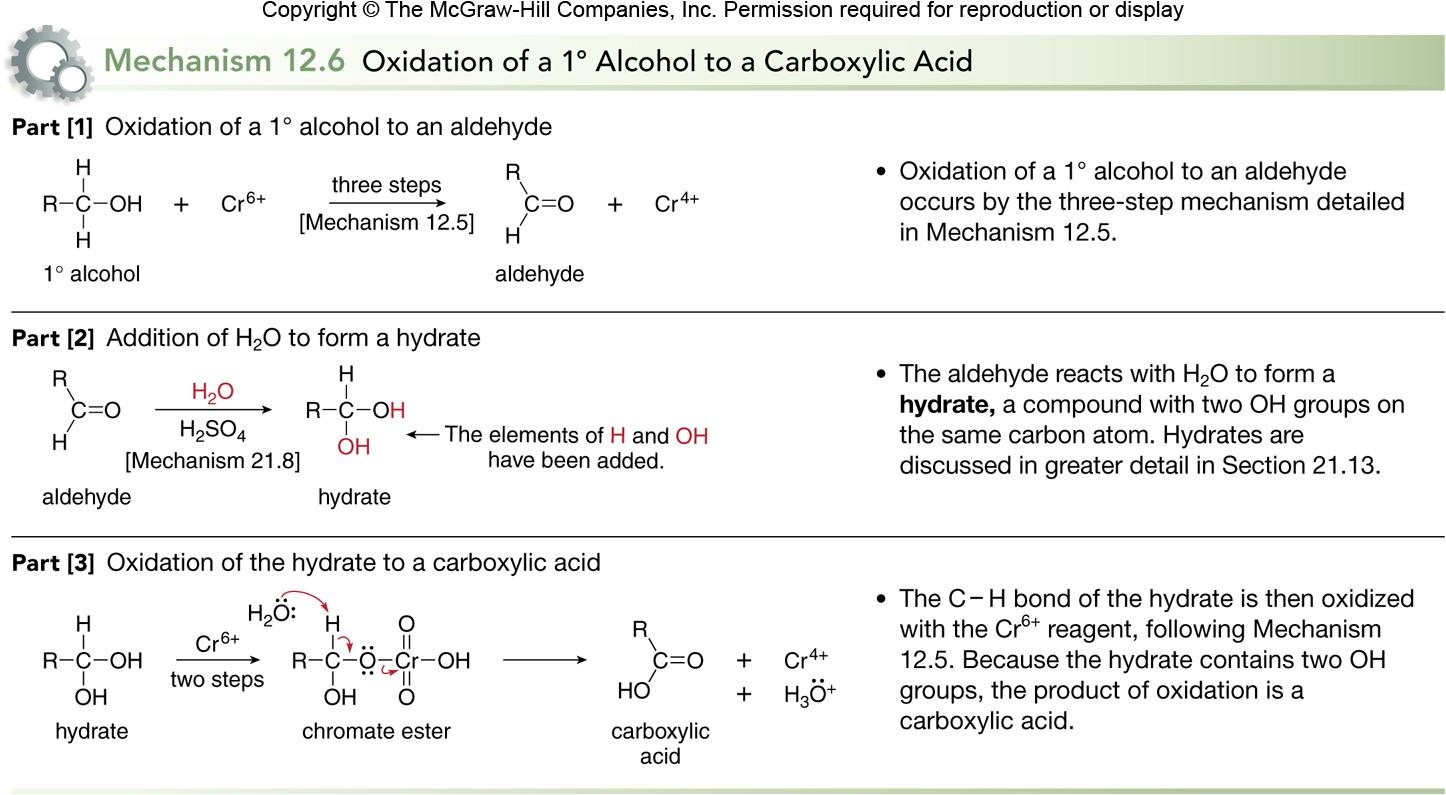 Copyright © The McGraw-Hill Companies, Inc. Permission required for reproduction or display
Mechanism 12.6 Oxidation of a 1° Alcohol to a Carboxylic Acid
Part [1] Oxidation of a 1° alcohol to an aldehyde
H
R–C–OH + Cr6+
H
1° alcohol
three steps
[Mechanism 12.5]
R
C=O + Cr4+
H
aldehyde
• Oxidation of a 1° alcohol to an aldehyde
occurs by the three-step mechanism detailed
in Mechanism 12.5.
Part [2] Addition of H2O to form a hydrate
R
C=O
H
aldehyde
H2O
H2SO4
[Mechanism 21.8]
H
R–C–OH
OH
hydrate
The elements of H and OH
have been added.
• The aldehyde reacts with H2O to form a
hydrate, a compound with two OH groups on
the same carbon atom. Hydrates are
discussed in greater detail in Section 21.13.
Part [3] Oxidation of the hydrate to a carboxylic acid
H
R–C–OH
OH
hydrate
Cr6+
two steps
H2Ö:
H O
R–C–O–Cr–OH
OH O
chromate ester
R
C=O + Cr4+
HO + H3Ö+
carboxylic
acid
• The C–H bond of the hydrate is then oxidized
with the Cr6+ reagent, following Mechanism
12.5. Because the hydrate contains two OH
groups, the product of oxidation is a
carboxylic acid.